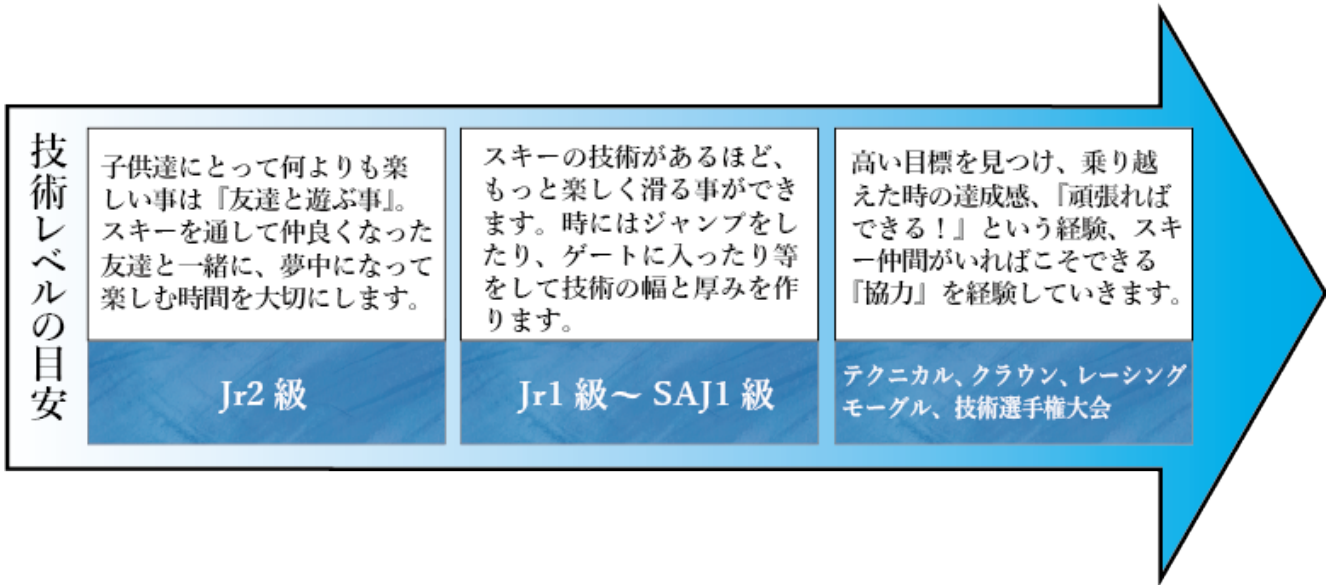 技術レベルの目安
子供達にとって何よりも楽
しい事は『友達と遊ぶ事』。
スキーを通して仲良くなった
友達と一緒に、夢中になって
楽しむ時間を大切にします。
Jr2 級
スキーの技術があるほど、
もっと楽しく滑る事ができ
ます。時にはジャンプをし
たり、ゲートに入ったり等
をして技術の幅と厚みを作
ります。
Jr1 級〜 SAJ1 級
高い目標を見つけ、乗り越
えた時の達成感、『頑張れば
できる！』という経験、スキ
ー仲間がいればこそできる
『協力』を経験していきます。
テクニカル、クラウン、レーシング
モーグル、技術選手権大会